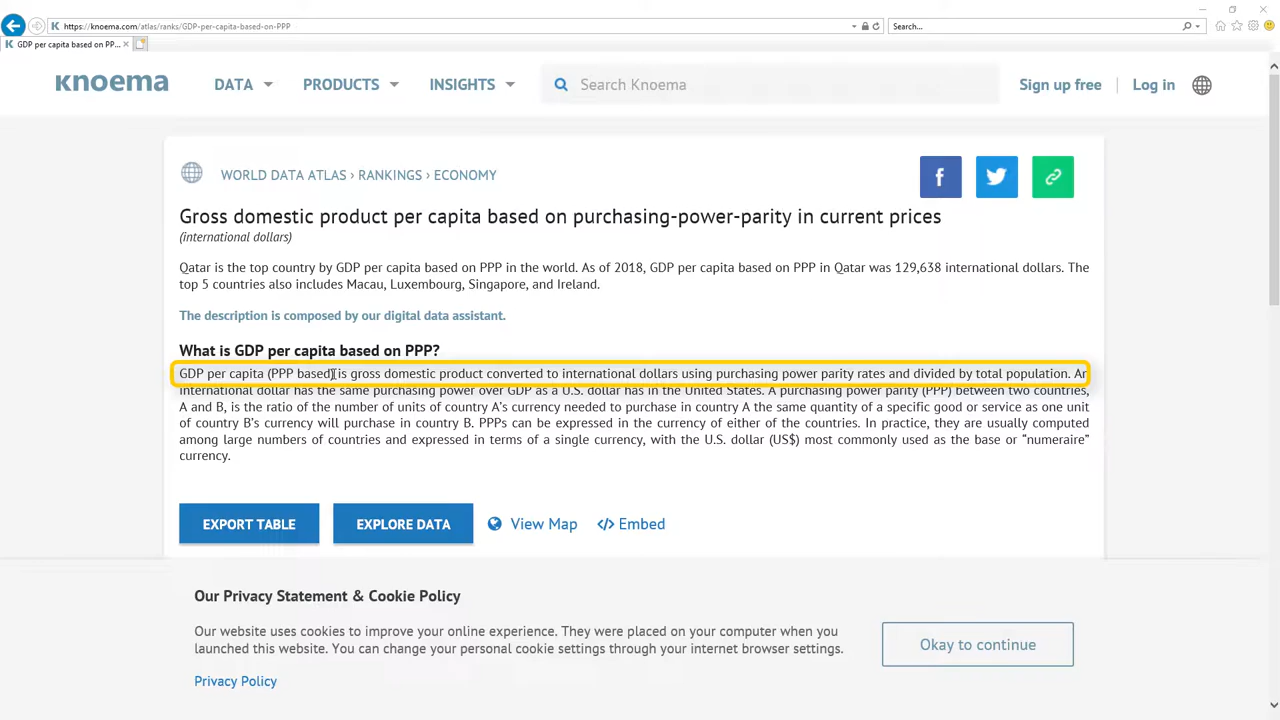 https://knoema.com/atlas/ranks/GDP-per-capita-based-on-PPP
Search...
GDP per capita based on PP...
knoema DATA PRODUCTS INSIGHTS Search Knoema Sign up free | Log in
WORLD DATA ATLAS › RANKINGS › ECONOMY
Gross domestic product per capita based on purchasing-power-parity in current prices
(international dollars)
Qatar is the top country by GDP per capita based on PPP in the world. As of 2018, GDP per capita based on PPP in Qatar was 129,638 international dollars. The
top 5 countries also includes Macau, Luxembourg, Singapore, and Ireland.
The description is composed by our digital data assistant.
What is GDP per capita based on PPP?
GDP per capita (PPP based) is gross domestic product converted to international dollars using purchasing power parity rates and divided by total population. An
international dollar has the same purchasing power over GDP as a U.S. dollar has in the United States. A purchasing power parity (PPP) between two countries,
A and B, is the ratio of the number of units of country A's currency needed to purchase in country A the same quantity of a specific good or service as one unit
of country B's currency will purchase in country B. PPPs can be expressed in the currency of either of the countries. In practice, they are usually computed
among large numbers of countries and expressed in terms of a single currency, with the U.S. dollar (US$) most commonly used as the base or “numeraire”
currency.
EXPORT TABLE EXPLORE DATA View Map </> Embed
Our Privacy Statement & Cookie Policy
Our website uses cookies to improve your online experience. They were placed on your computer when you
launched this website. You can change your personal cookie settings through your internet browser settings.
Okay to continue
Privacy Policy